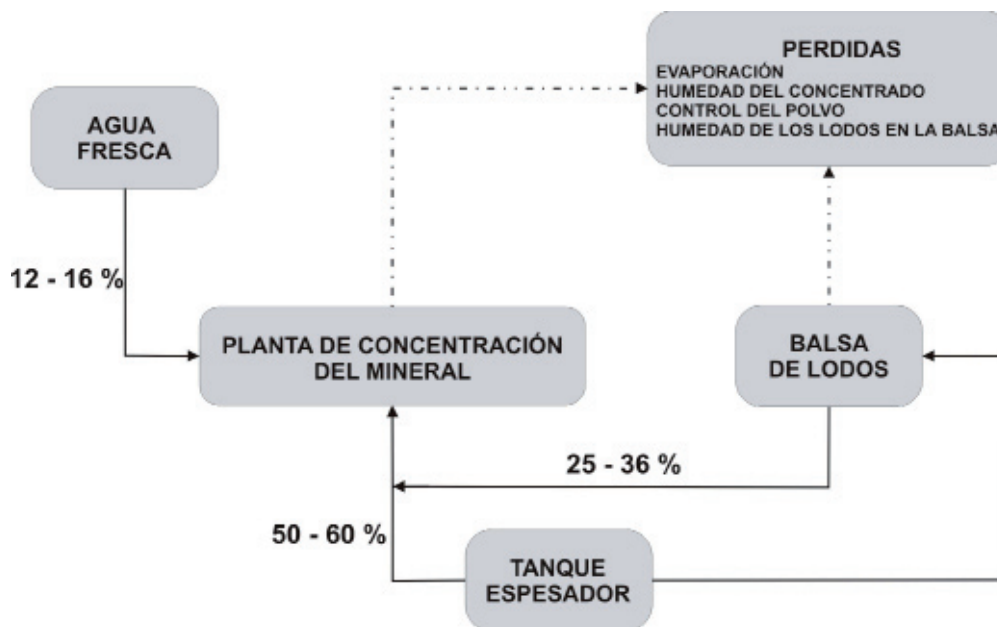 PERDIDAS
EVAPORACIÓN
HUMEDAD DEL CONCENTRADO
CONTROL DEL POLVO
HUMEDAD DE LOS LODOS EN LA BALSA
AGUA
FRESCA
12 - 16 %
PLANTA DE CONCENTRACIÓN
DEL MINERAL
BALSA
DE LODOS
25 - 36 %
50 - 60 %
TANQUE
ESPESADOR